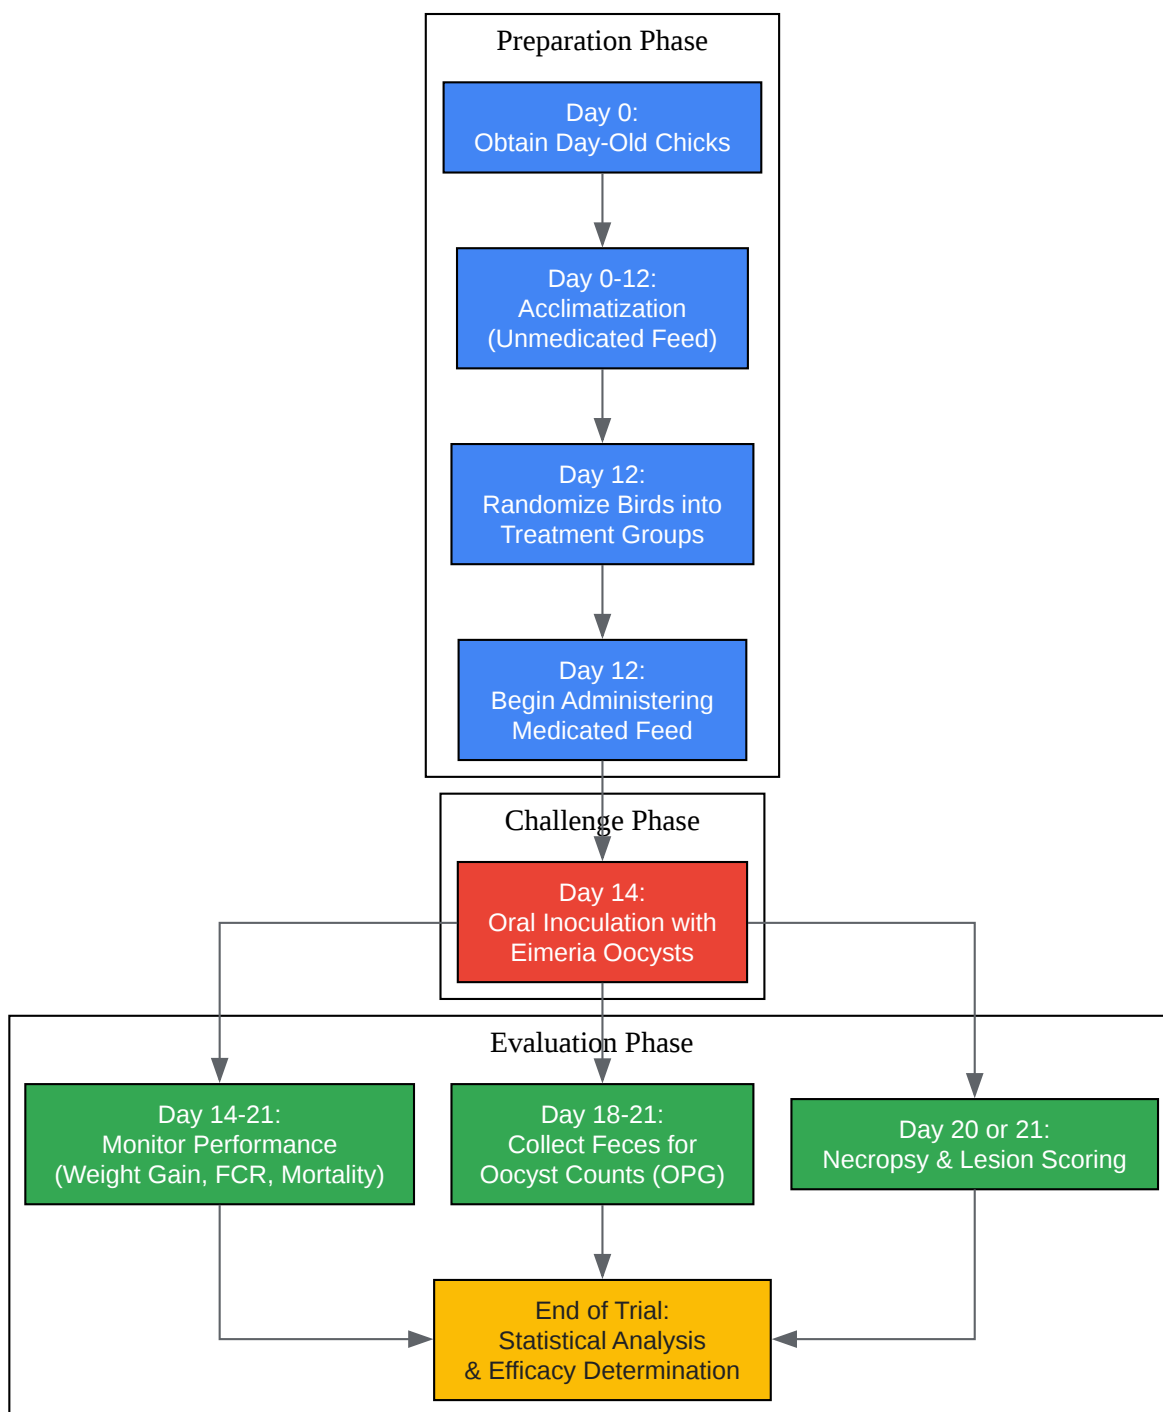 Preparation Phase
Day 0:
Obtain Day-Old Chicks
Day 0-12:
Acclimatization
(Unmedicated Feed)
Day 12:
Randomize Birds into
Treatment Groups
Day 12:
Begin Administering
Medicated Feed
Challenge Phase
Day 14:
Oral Inoculation with
Eimeria Oocysts
Evaluation Phase
Day 14-21:
Monitor Performance
(Weight Gain, FCR, Mortality)
Day 18-21:
Collect Feces for
Oocyst Counts (OPG)
Day 20 or 21:
Necropsy & Lesion Scoring
End of Trial:
Statistical Analysis
& Efficacy Determination